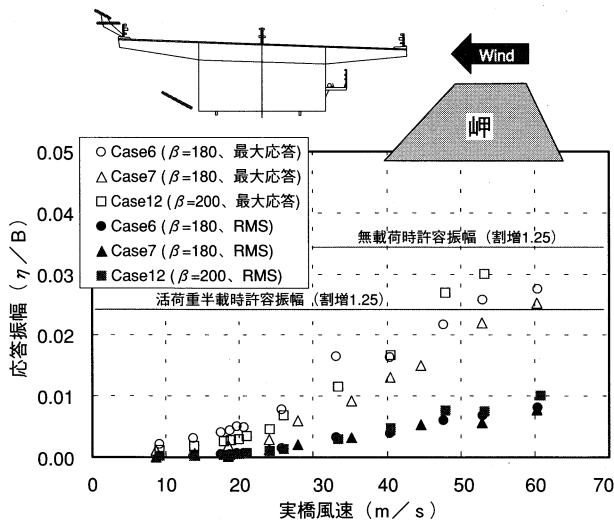 Wind
岬
○ Case6 (β=180、最大応答)
△ Case7 (β=180、最大応答)
□ Case12 (β=200、最大応答)
● Case6 (β=180、RMS)
▲ Case7 (β=180、RMS)
■ Case12 (β=200、RMS)
無載荷時許容振幅（割増1.25）
活荷重半載時許容振幅（割増1.25）
応答振幅（η／B）
0.05
0.04
0.03
0.02
0.01
0.00
0 10 20 30 40 50 60 70
実橋風速（m／s）